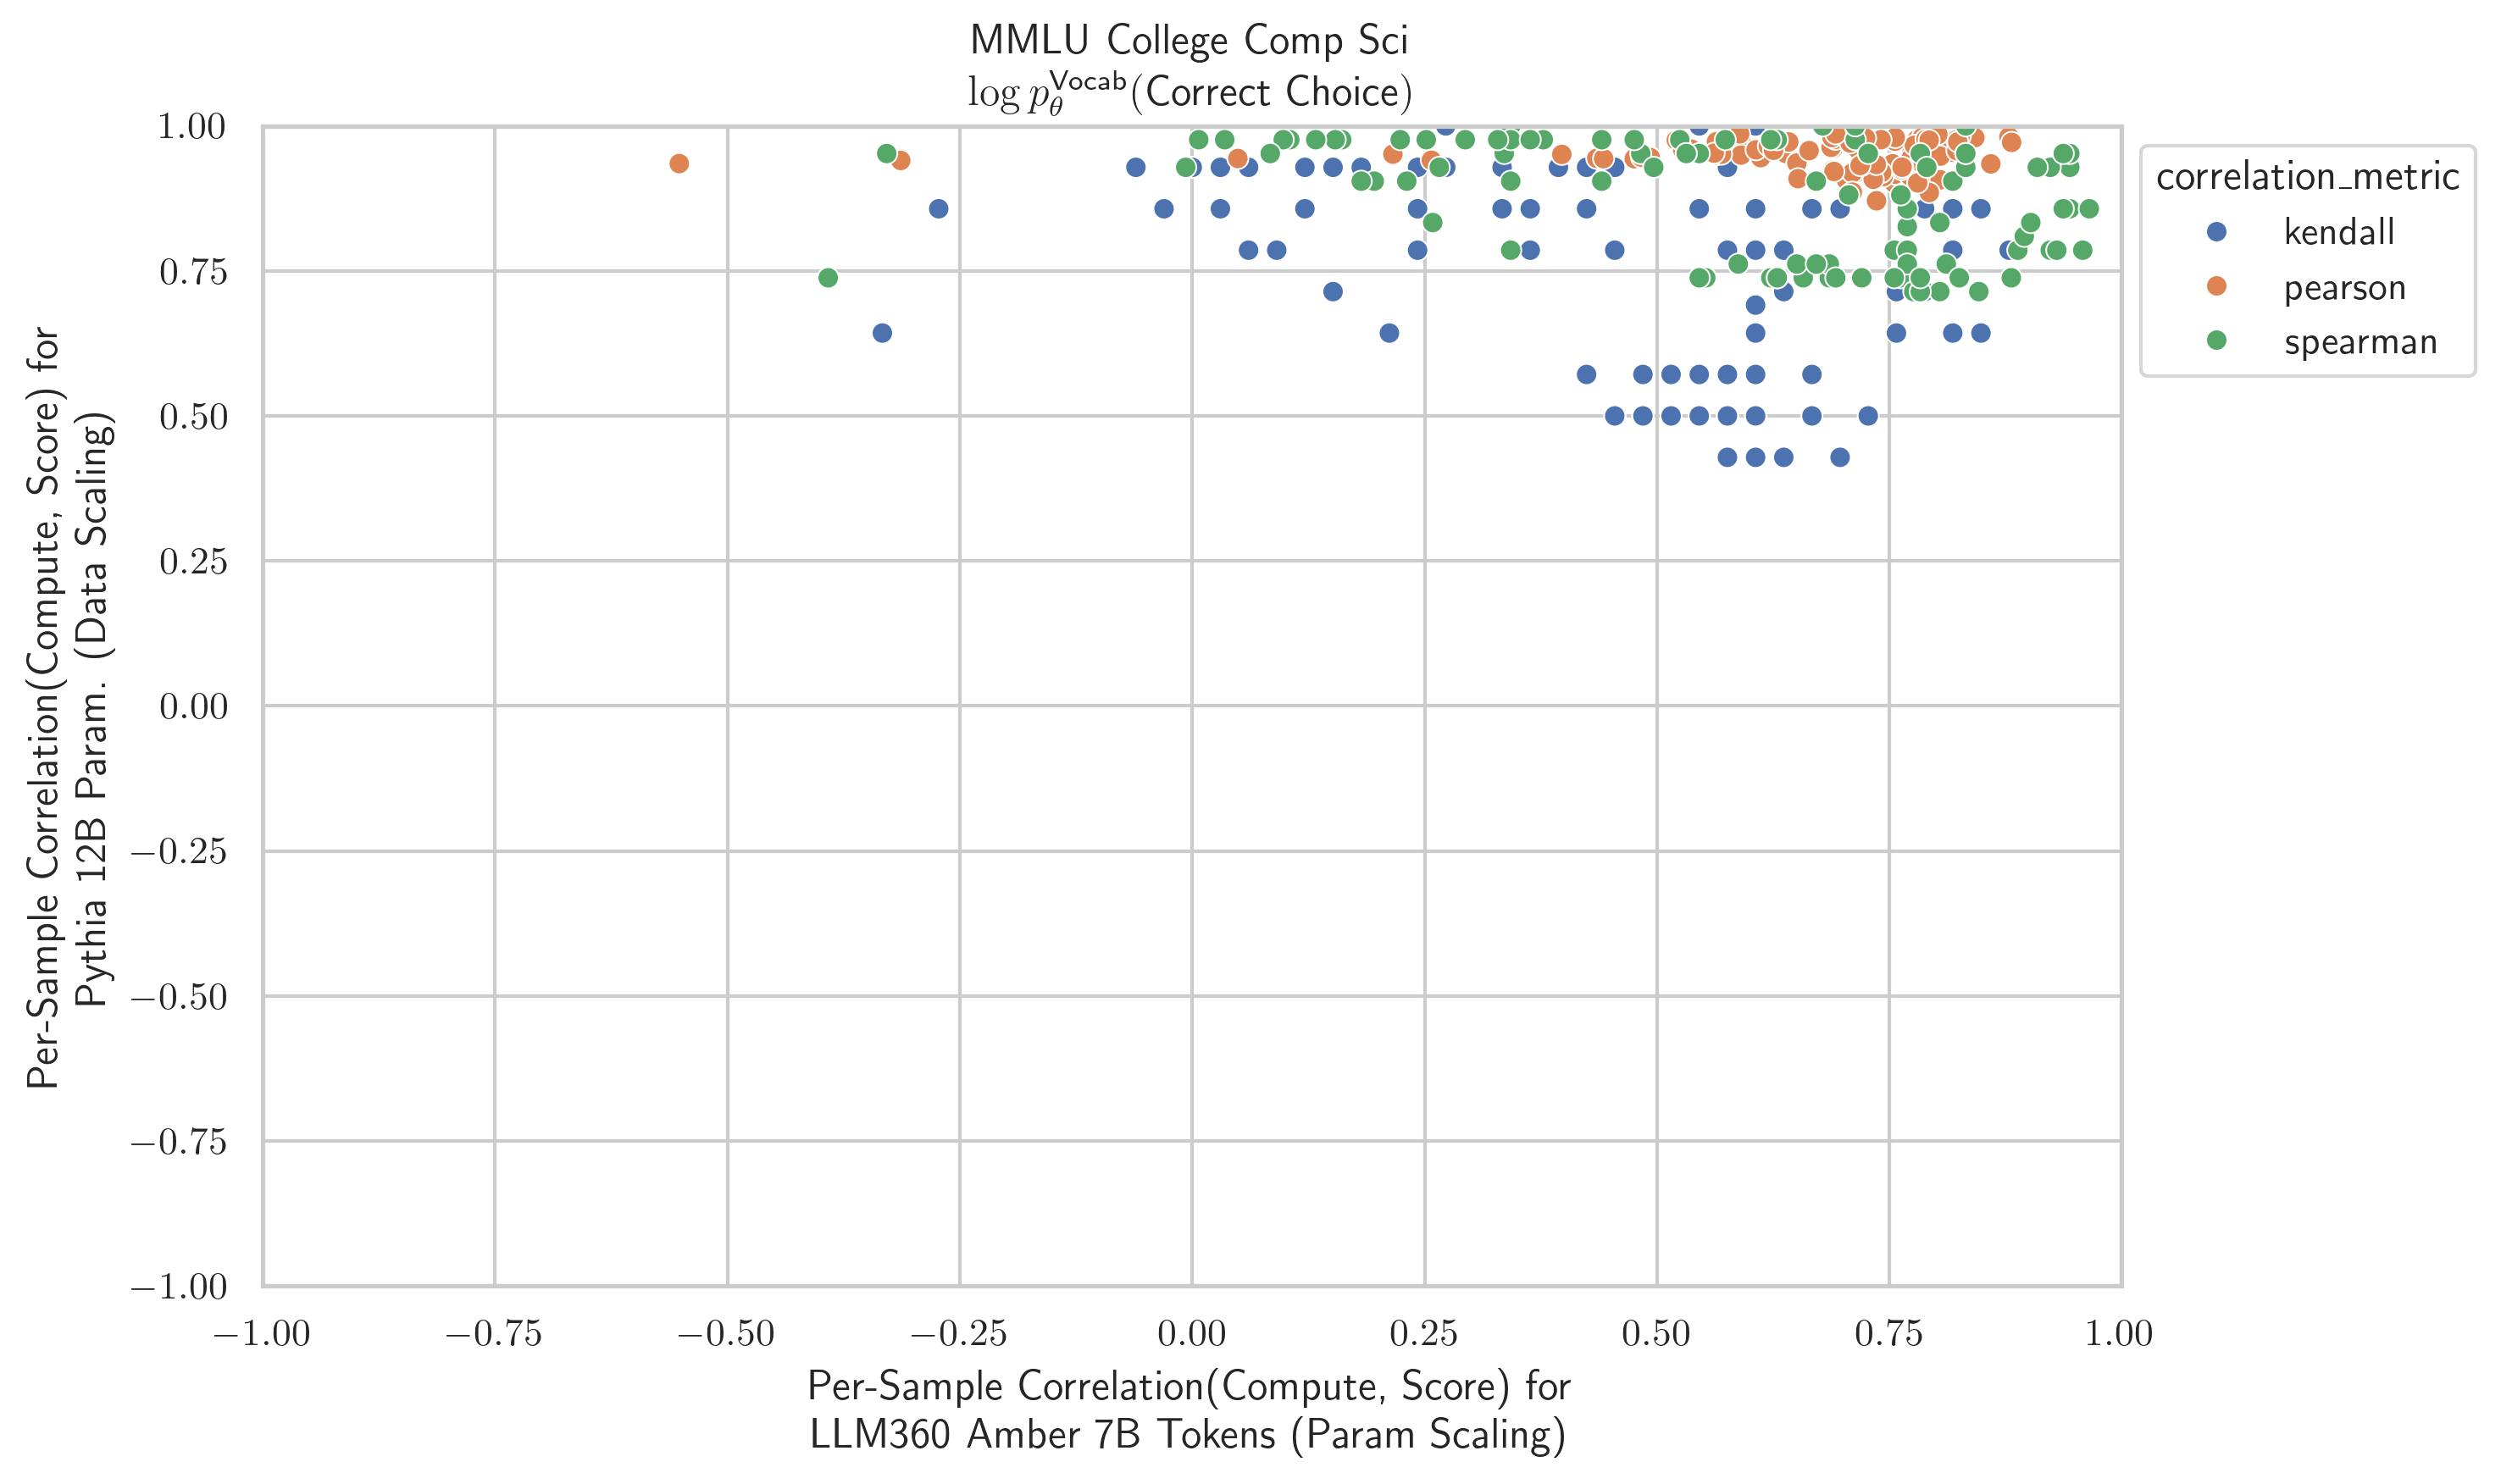 MMLU College Comp Sci
log p_θ^Vocab(Correct Choice)
Per-Sample Correlation(Compute, Score) for
Pythia 12B Param. (Data Scaling)
1.00
0.75
0.50
0.25
0.00
−0.25
−0.50
−0.75
−1.00
correlation_metric
kendall
pearson
spearman
−1.00 −0.75 −0.50 −0.25 0.00 0.25 0.50 0.75 1.00
Per-Sample Correlation(Compute, Score) for
LLM360 Amber 7B Tokens (Param Scaling)